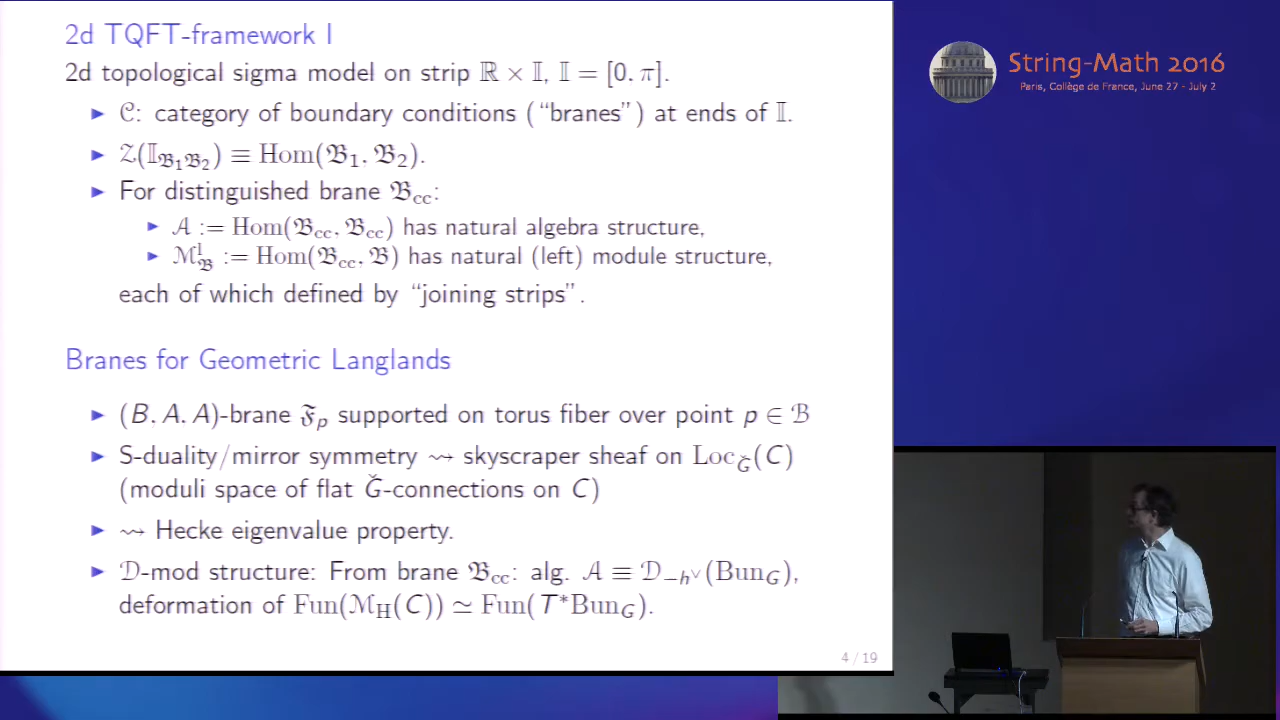 2d TQFT-framework I
2d topological sigma model on strip ℝ × 𝕀, 𝕀 = [0, π].
▶ 𝒞: category of boundary conditions (“branes”) at ends of 𝕀.
▶ 𝒵(𝕀_{𝔅₁𝔅₂}) ≡ Hom(𝔅₁, 𝔅₂).
▶ For distinguished brane 𝔅_cc:
▶ 𝒜 := Hom(𝔅_cc, 𝔅_cc) has natural algebra structure,
▶ ℳ^l_𝔅 := Hom(𝔅_cc, 𝔅) has natural (left) module structure,
each of which defined by “joining strips”.
Branes for Geometric Langlands
▶ (B, A, A)-brane 𝔉_p supported on torus fiber over point p ∈ ℬ
▶ S-duality/mirror symmetry ⇝ skyscraper sheaf on Loc_Ǧ(C)
(moduli space of flat Ǧ-connections on C)
▶ ⇝ Hecke eigenvalue property.
▶ 𝒟-mod structure: From brane 𝔅_cc: alg. 𝒜 ≡ 𝒟_{−h^∨}(Bun_G),
deformation of Fun(ℳ_H(C)) ≃ Fun(T*Bun_G).
4 / 19
String-Math 2016
Paris, Collège de France, June 27 - July 2